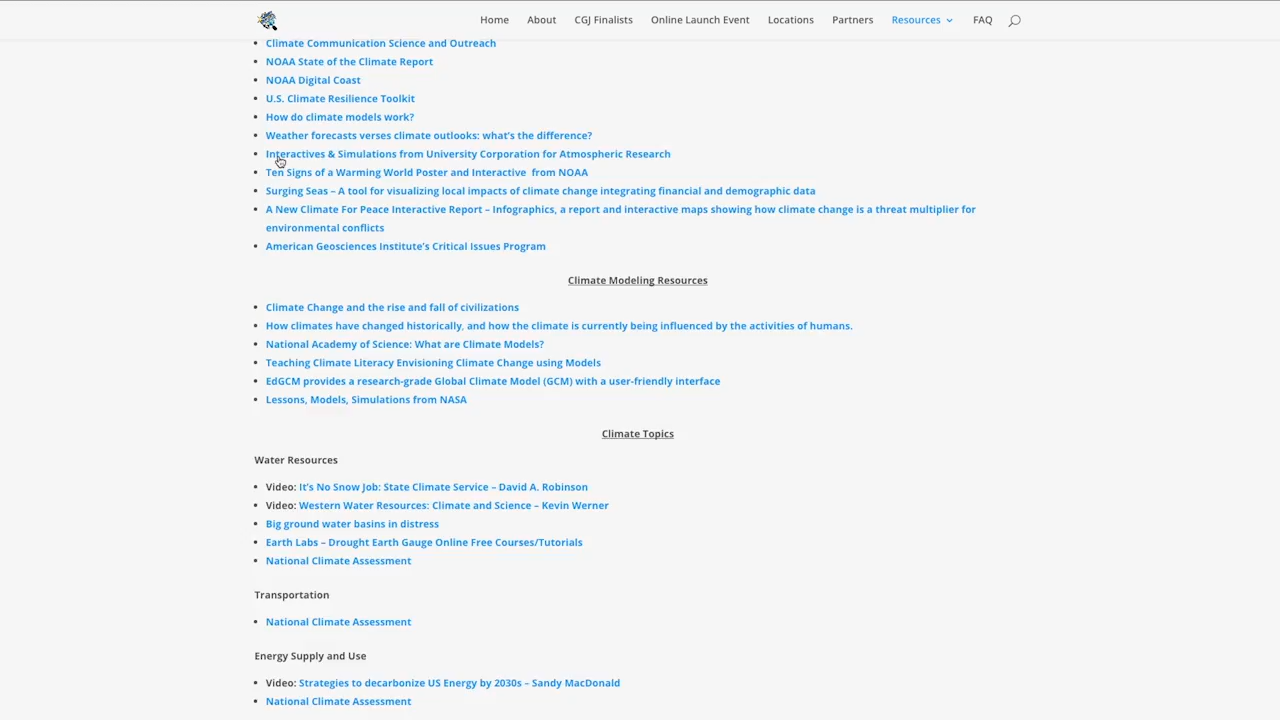 Home About CGJ Finalists Online Launch Event Locations Partners Resources FAQ
Climate Communication Science and Outreach
NOAA State of the Climate Report
NOAA Digital Coast
U.S. Climate Resilience Toolkit
How do climate models work?
Weather forecasts verses climate outlooks: what's the difference?
Interactives & Simulations from University Corporation for Atmospheric Research
Ten Signs of a Warming World Poster and Interactive from NOAA
Surging Seas – A tool for visualizing local impacts of climate change integrating financial and demographic data
A New Climate For Peace Interactive Report – Infographics, a report and interactive maps showing how climate change is a threat multiplier for
environmental conflicts
American Geosciences Institute's Critical Issues Program
Climate Modeling Resources
Climate Change and the rise and fall of civilizations
How climates have changed historically, and how the climate is currently being influenced by the activities of humans.
National Academy of Science: What are Climate Models?
Teaching Climate Literacy Envisioning Climate Change using Models
EdGCM provides a research-grade Global Climate Model (GCM) with a user-friendly interface
Lessons, Models, Simulations from NASA
Climate Topics
Water Resources
Video: It's No Snow Job: State Climate Service – David A. Robinson
Video: Western Water Resources: Climate and Science – Kevin Werner
Big ground water basins in distress
Earth Labs – Drought Earth Gauge Online Free Courses/Tutorials
National Climate Assessment
Transportation
National Climate Assessment
Energy Supply and Use
Video: Strategies to decarbonize US Energy by 2030s – Sandy MacDonald
National Climate Assessment